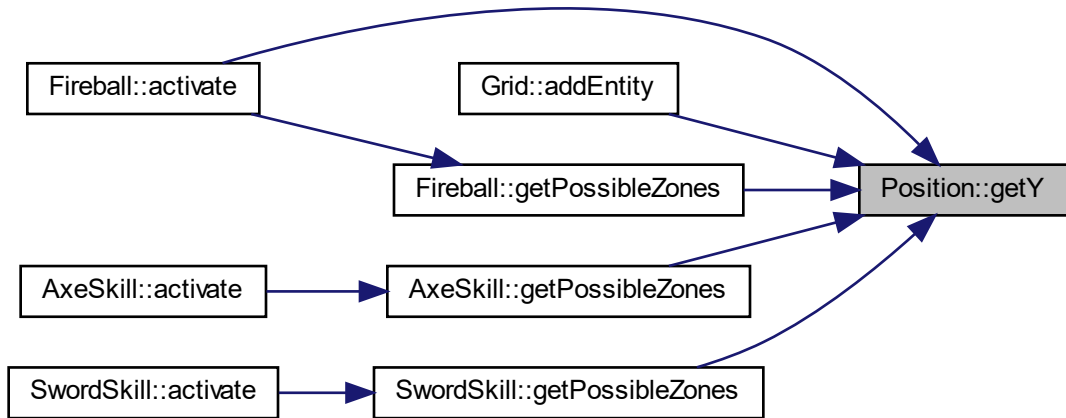 Fireball::activate
Grid::addEntity
Fireball::getPossibleZones
Position::getY
AxeSkill::activate
AxeSkill::getPossibleZones
SwordSkill::activate
SwordSkill::getPossibleZones